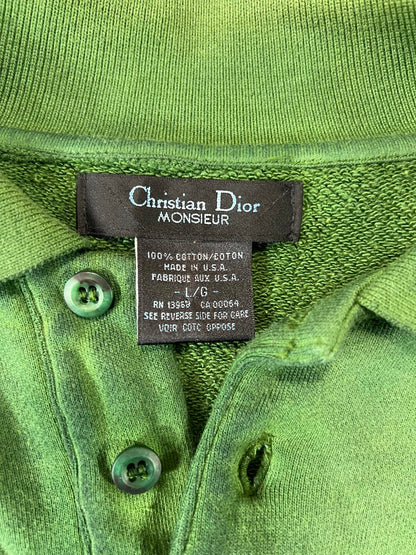 Christian Dior
MONSIEUR
100% COTTON/COTON
MADE IN U.S.A.
FABRIQUE AUX U.S.A.
- L/G -
RN 13969 CA 00064
SEE REVERSE SIDE FOR CARE
VOIR COTC OPPOSE